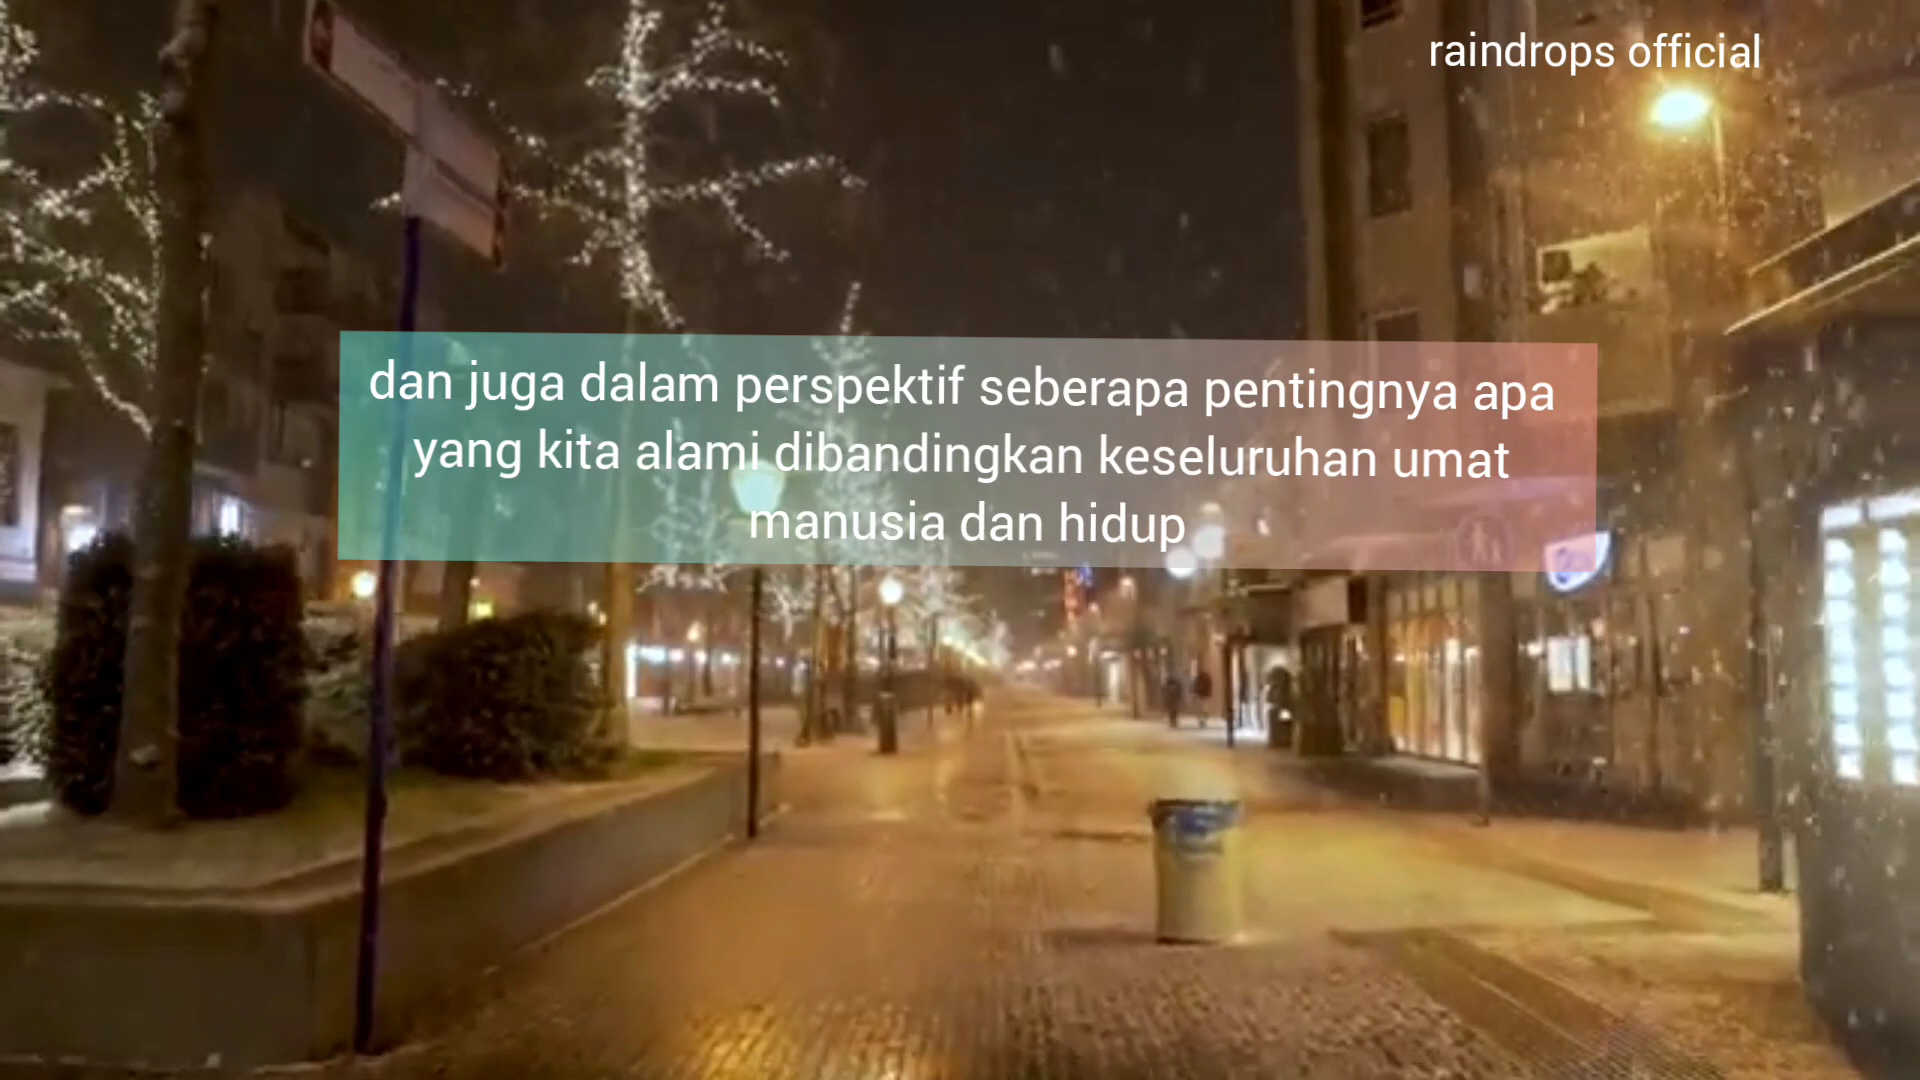 raindrops official
dan juga dalam perspektif seberapa pentingnya apa
yang kita alami dibandingkan keseluruhan umat
manusia dan hidup